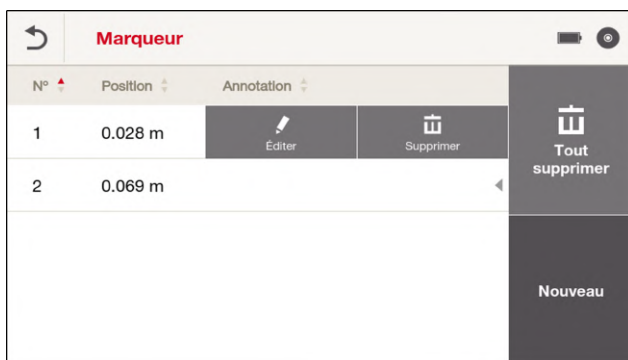 Marqueur
N° Position Annotation
1 0.028 m Éditer Supprimer
2 0.069 m
Tout
supprimer
Nouveau